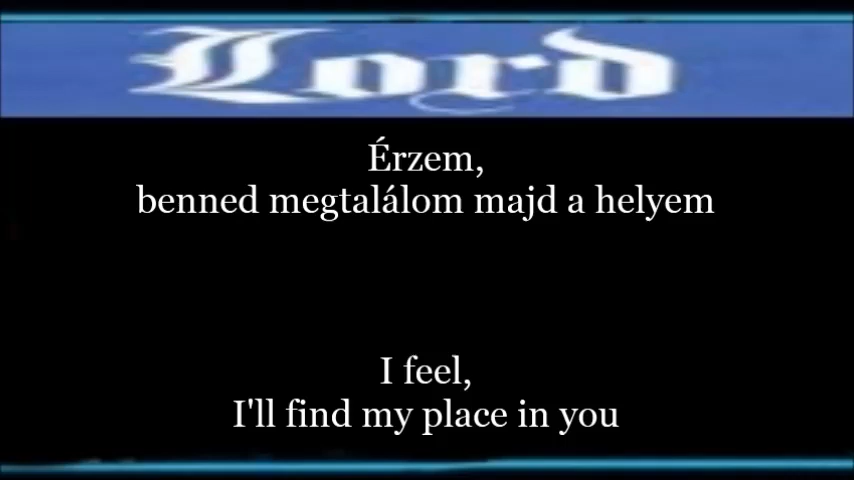 Lord
Érzem,
benned megtalálom majd a helyem
I feel,
I'll find my place in you